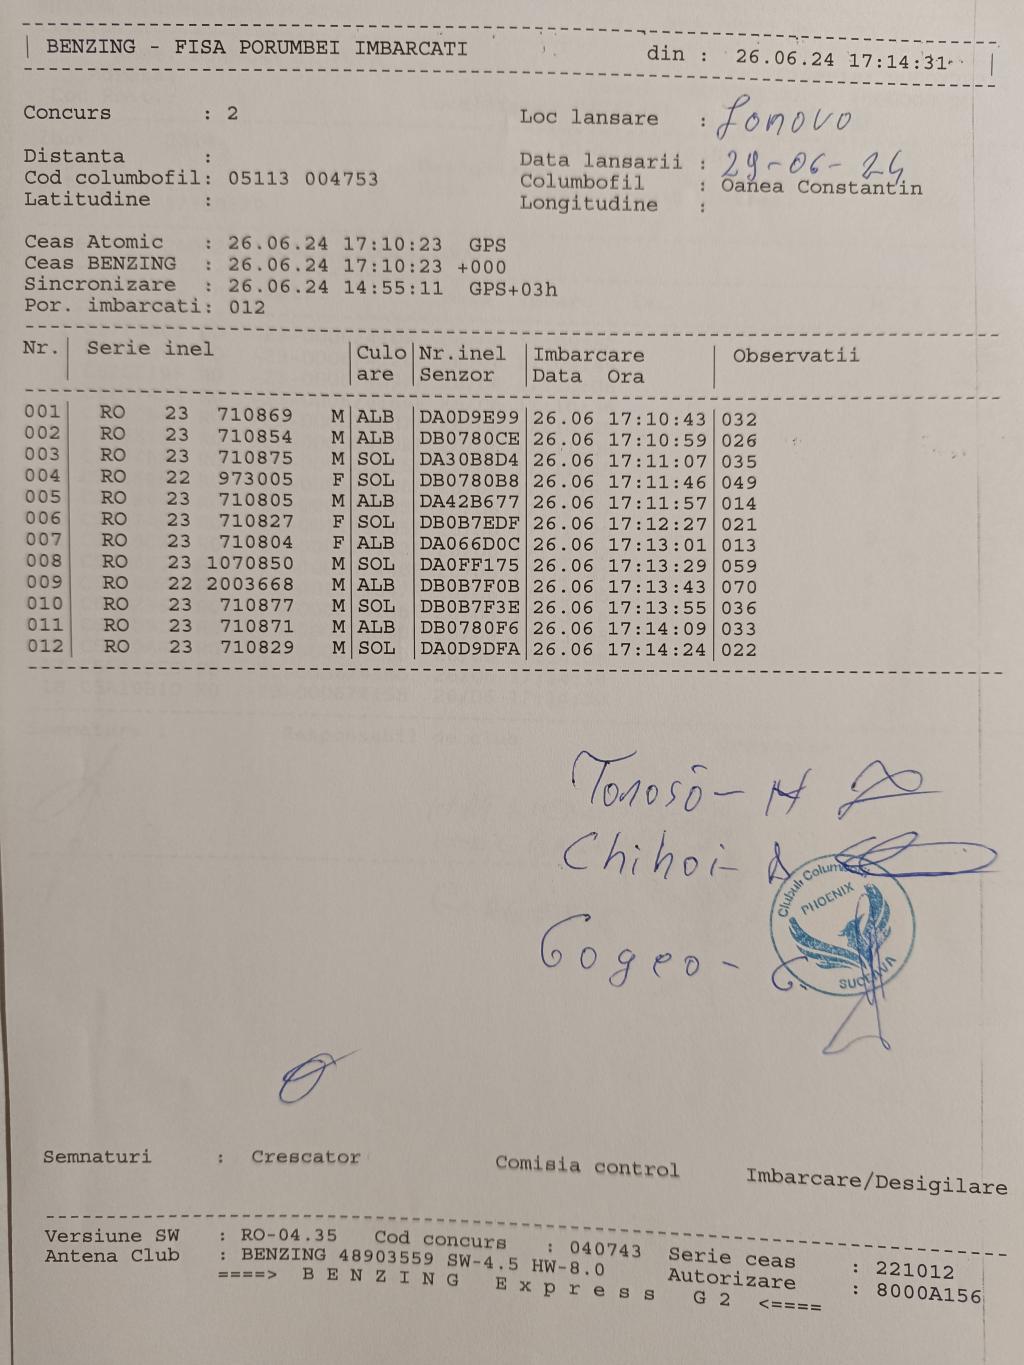 BENZING - FISA PORUMBEI IMBARCATI din : 26.06.24 17:14:31
Concurs : 2 Loc lansare : Lonovo
Distanta : Data lansarii : 29-06-24
Cod columbofil: 05113 004753 Columbofil : Oanea Constantin
Latitudine : Longitudine :
Ceas Atomic : 26.06.24 17:10:23 GPS
Ceas BENZING : 26.06.24 17:10:23 +000
Sincronizare : 26.06.24 14:55:11 GPS+03h
Por. imbarcati: 012
Nr. Serie inel Culo Nr.inel Imbarcare Observatii
are Senzor Data Ora
001 RO 23 710869 M ALB DA0D9E99 26.06 17:10:43 032
002 RO 23 710854 M ALB DB0780CE 26.06 17:10:59 026
003 RO 23 710875 M SOL DA30B8D4 26.06 17:11:07 035
004 RO 22 973005 F SOL DB0780B8 26.06 17:11:46 049
005 RO 23 710805 M ALB DA42B677 26.06 17:11:57 014
006 RO 23 710827 F SOL DB0B7EDF 26.06 17:12:27 021
007 RO 23 710804 F ALB DA066D0C 26.06 17:13:01 013
008 RO 23 1070850 M SOL DA0FF175 26.06 17:13:29 059
009 RO 22 2003668 M ALB DB0B7F0B 26.06 17:13:43 070
010 RO 23 710877 M SOL DB0B7F3E 26.06 17:13:55 036
011 RO 23 710871 M ALB DB0780F6 26.06 17:14:09 033
012 RO 23 710829 M SOL DA0D9DFA 26.06 17:14:24 022
Chihoi-
Clubul
PHOENIX
SUCEAVA
Semnaturi : Crescator Comisia control Imbarcare/Desigilare
Versiune SW : RO-04.35 Cod concurs : 040743 Serie ceas : 221012
Antena Club : BENZING 48903559 SW-4.5 HW-8.0 Autorizare : 8000A156
====> B E N Z I N G E x p r e s s G 2 <====